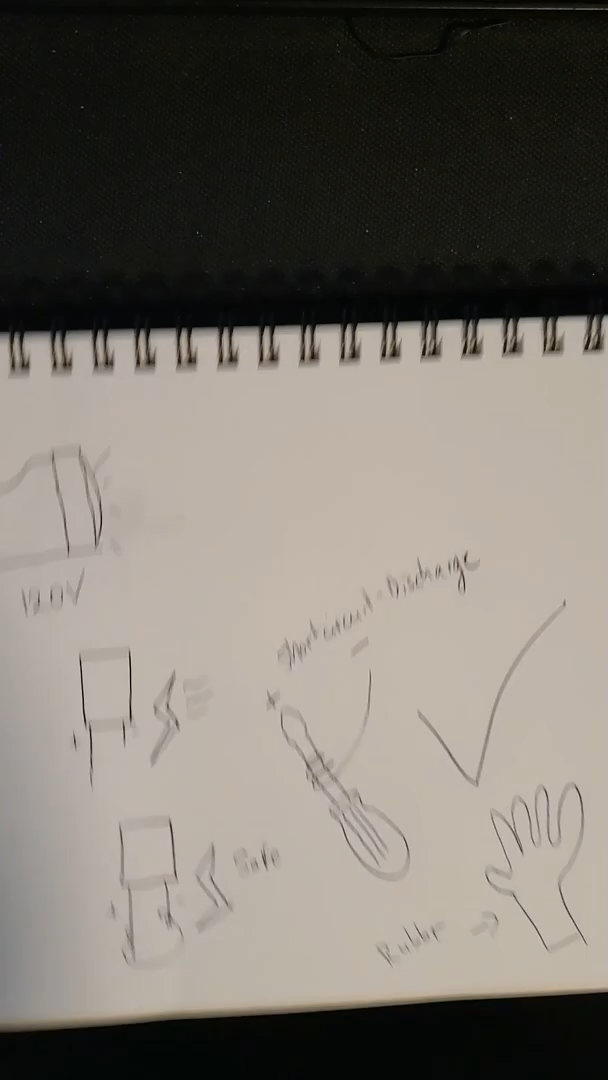 120V
Short circuit - Discharge
+
-
Safe
Rubber →